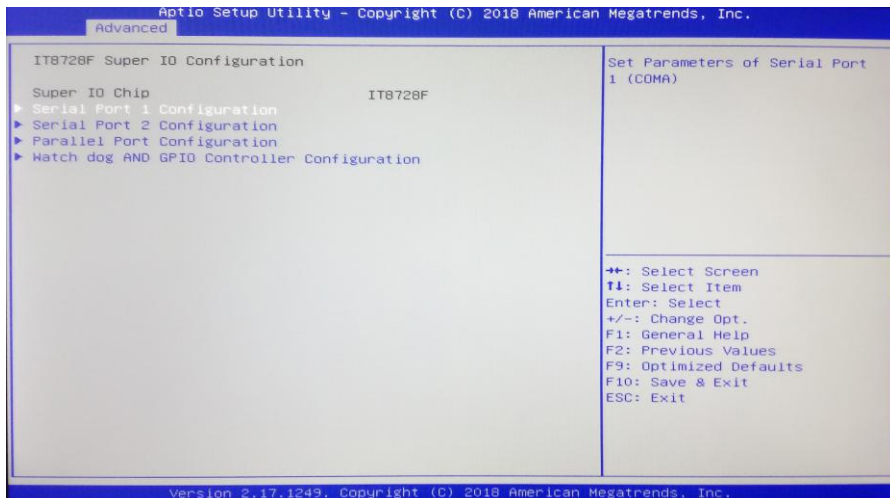 Aptio Setup Utility – Copyright (C) 2018 American Megatrends, Inc.
Advanced
IT8728F Super IO Configuration
Super IO Chip IT8728F
▶ Serial Port 1 Configuration
▶ Serial Port 2 Configuration
▶ Parallel Port Configuration
▶ Watch dog AND GPIO Controller Configuration
Set Parameters of Serial Port
1 (COMA)
→←: Select Screen
↑↓: Select Item
Enter: Select
+/-: Change Opt.
F1: General Help
F2: Previous Values
F9: Optimized Defaults
F10: Save & Exit
ESC: Exit
Version 2.17.1249. Copyright (C) 2018 American Megatrends, Inc.